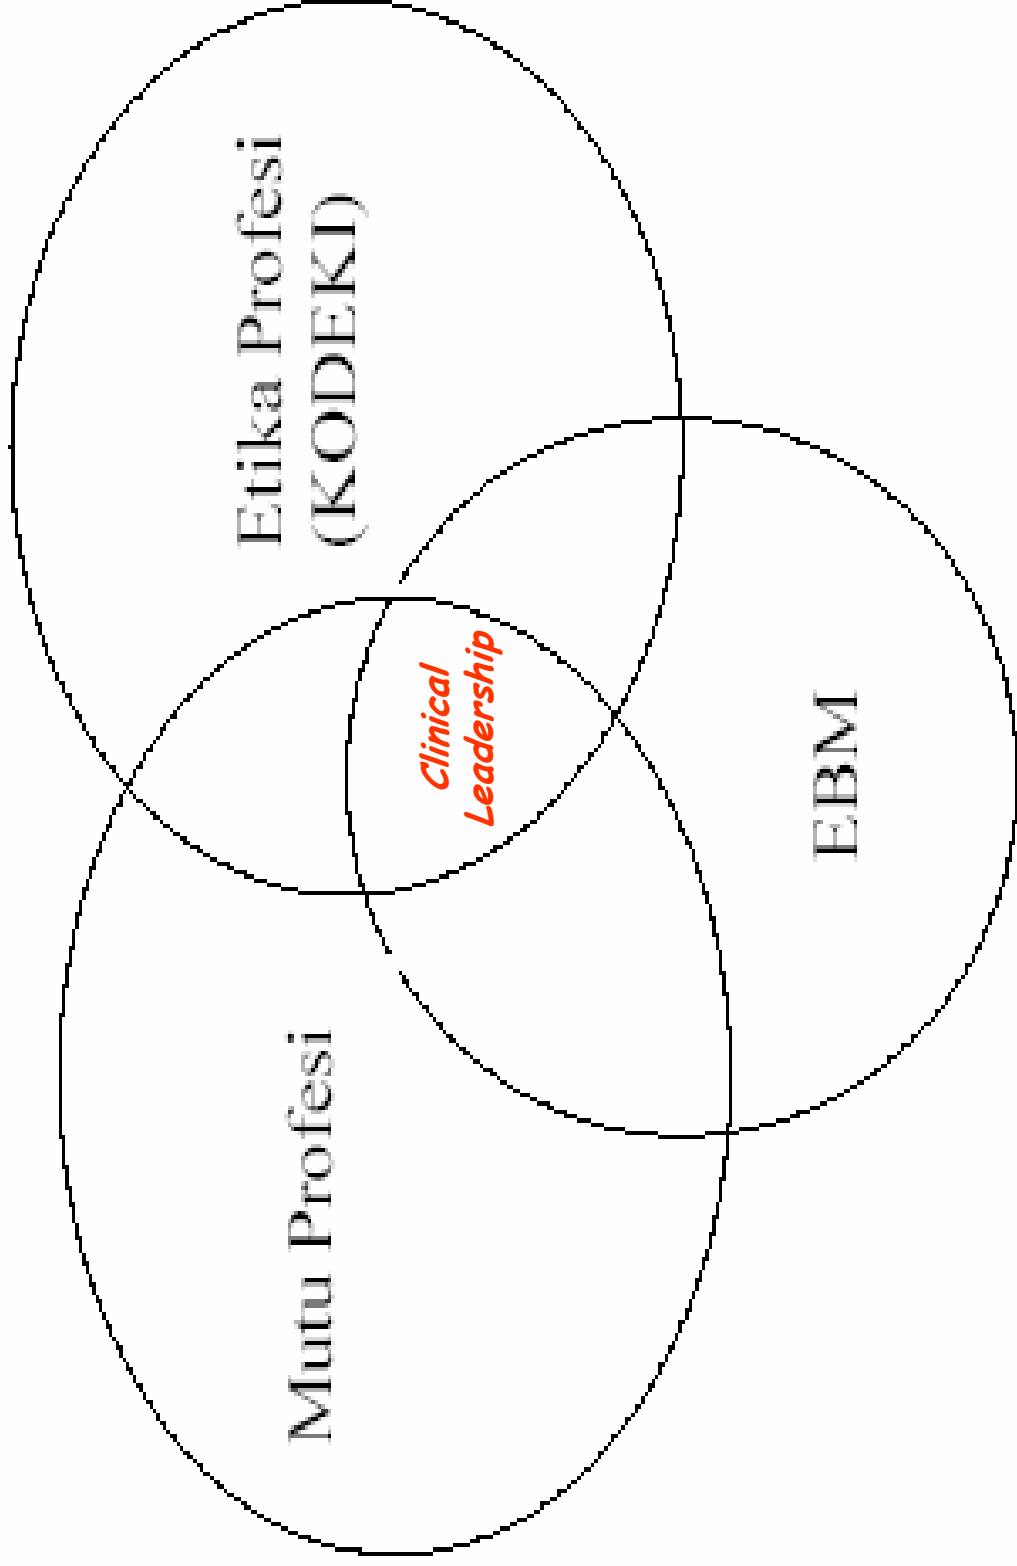 Mutu Profesi
Etika Profesi
(KODEKI)
Clinical
Leadership
EBM